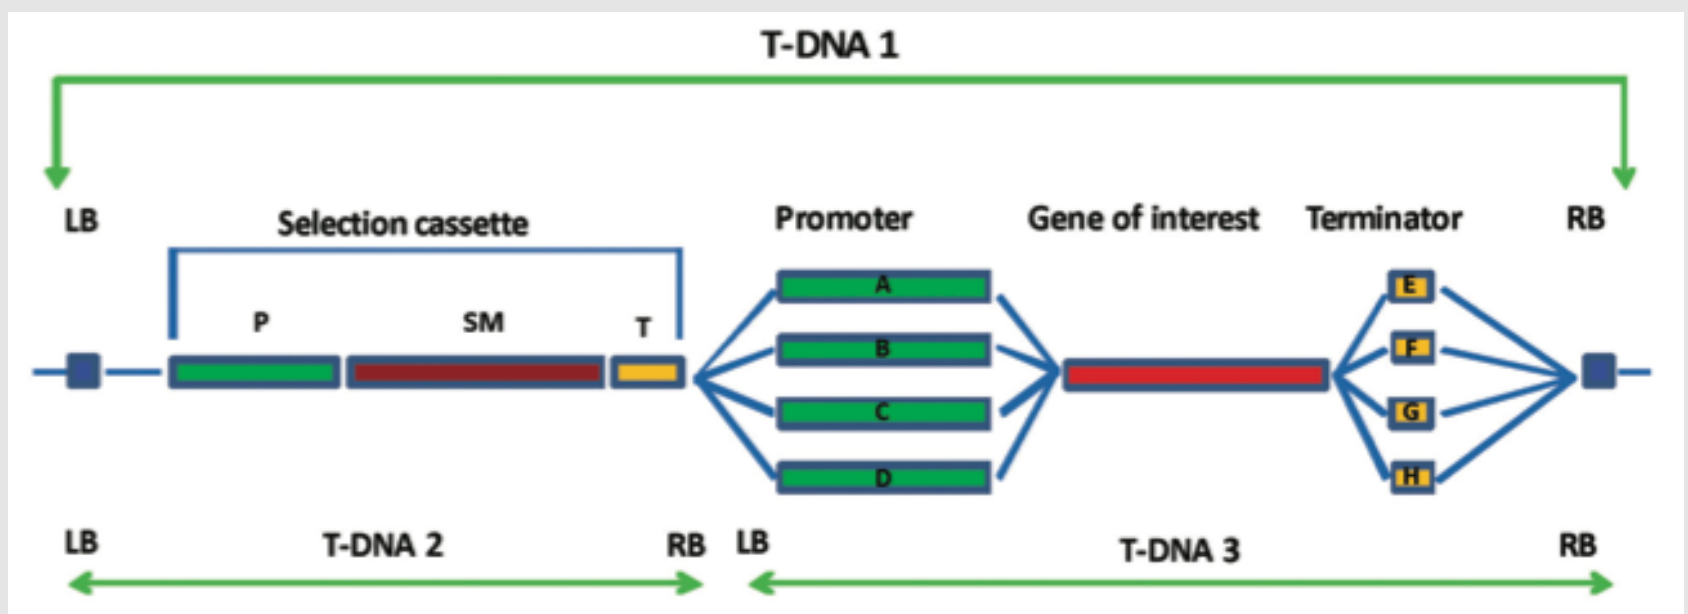 T-DNA 1
LB
Selection cassette
Promoter
Gene of interest
Terminator
RB
P
SM
T
A
B
C
D
E
F
G
H
LB
T-DNA 2
RB
LB
T-DNA 3
RB